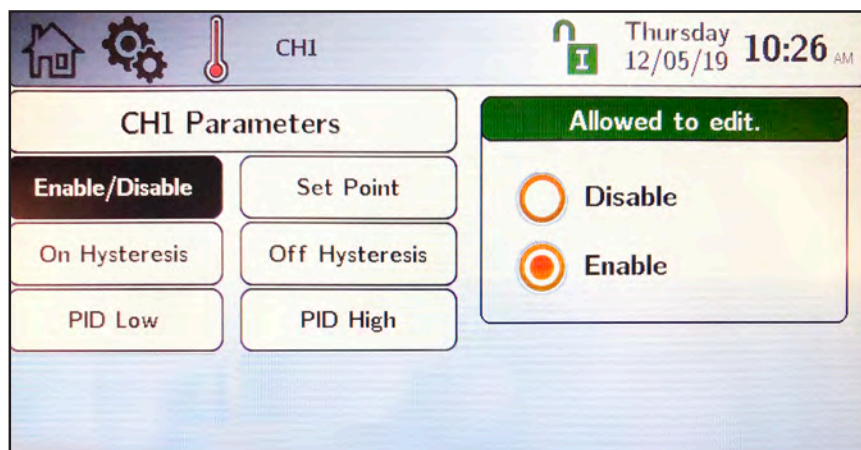 CH1
I
Thursday
12/05/19
10:26 AM
CH1 Parameters
Enable/Disable
Set Point
On Hysteresis
Off Hysteresis
PID Low
PID High
Allowed to edit.
Disable
Enable